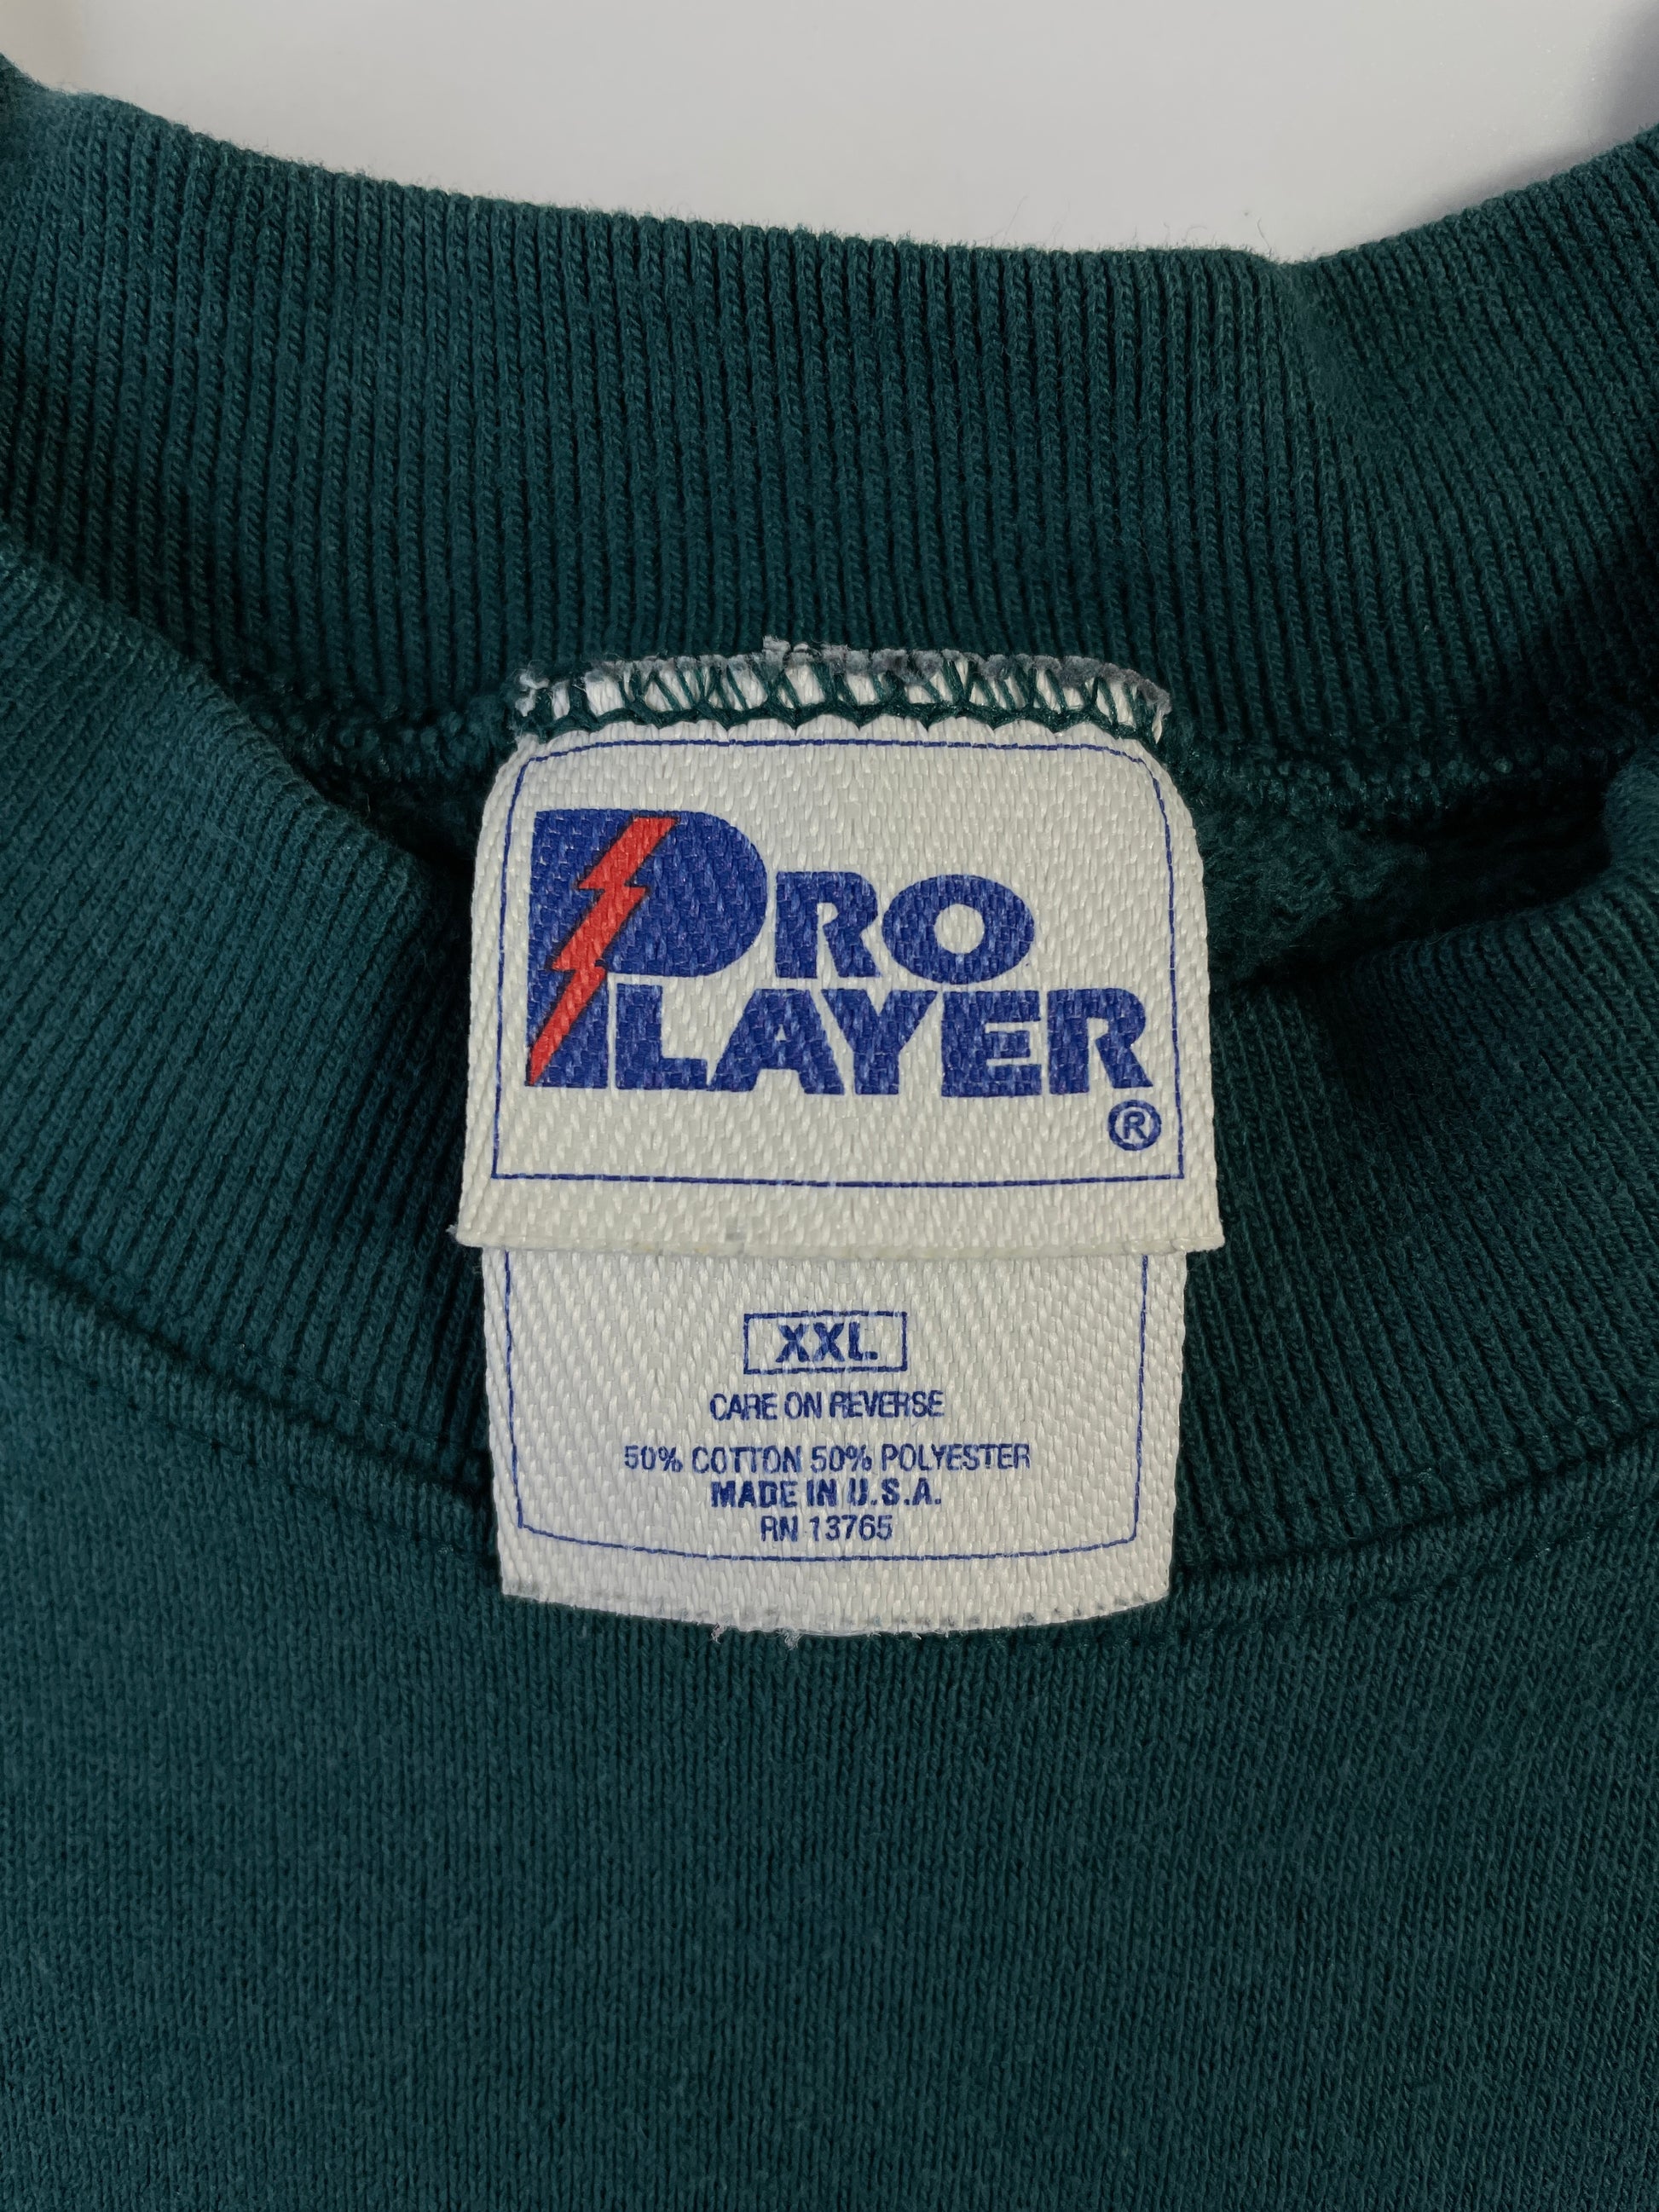 PRO
PLAYER
®
XXL
CARE ON REVERSE
50% COTTON 50% POLYESTER
MADE IN U.S.A.
RN 13765